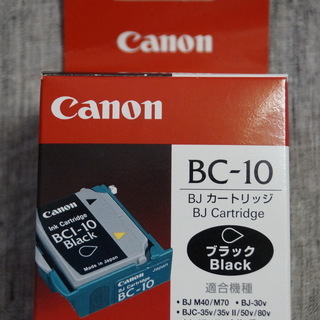 Canon
Canon
BC-10
BJ カートリッジ
BJ Cartridge
ブラック
Black
適合機種
• BJ M40/M70 • BJ-30v
BJC-35v/35v II/50v/80v
Canon
Ink Cartridge
BCI-10
Black
Made in Japan
BC-10